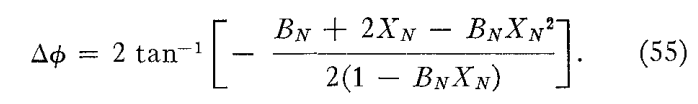 Δϕ = 2 tan⁻¹ [ − (B_N + 2X_N − B_N X_N²) / (2(1 − B_N X_N)) ]. (55)